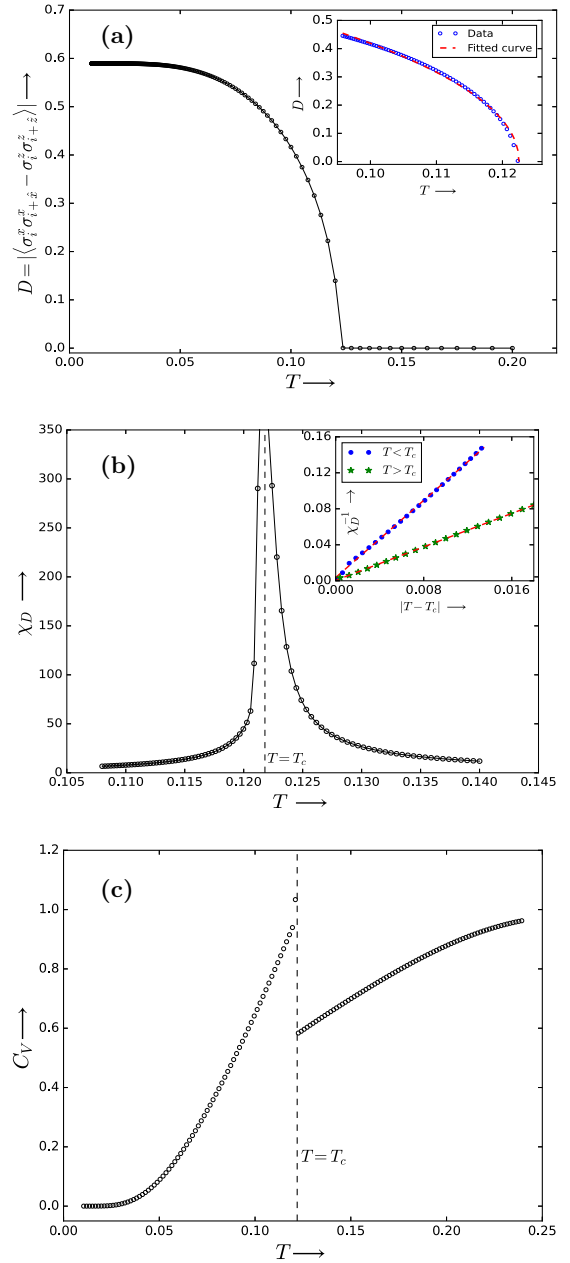 (a)
D = |⟨σ_i^x σ_{i+x̂}^x − σ_i^z σ_{i+ẑ}^z⟩| ⟶
0.7
0.6
0.5
0.4
0.3
0.2
0.1
0.0
0.00 0.05 0.10 0.15 0.20
T ⟶
D ⟶
0.5
0.4
0.3
0.2
0.1
0.0
Data
Fitted curve
0.10 0.11 0.12
T ⟶
(b)
χ_D ⟶
350
300
250
200
150
100
50
0
T = T_c
0.105 0.110 0.115 0.120 0.125 0.130 0.135 0.140 0.145
T ⟶
χ_D^{−1} ⟶
0.16
0.12
0.08
0.04
0.00
T < T_c
T > T_c
0.000 0.008 0.016
|T − T_c| ⟶
(c)
C_V ⟶
1.2
1.0
0.8
0.6
0.4
0.2
0.0
T = T_c
0.00 0.05 0.10 0.15 0.20 0.25
T ⟶